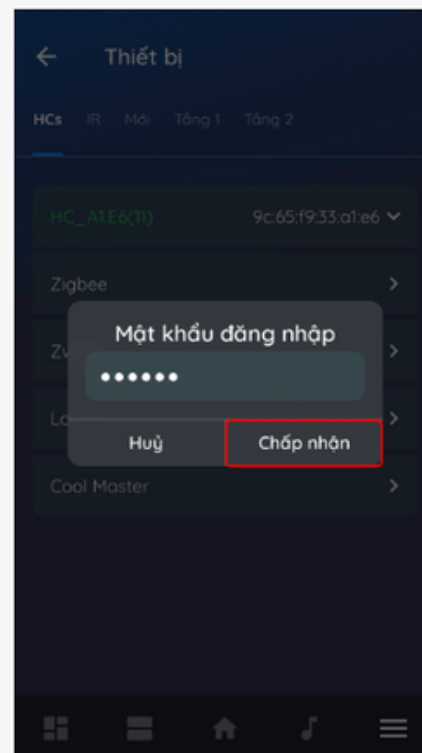 Thiết bị
HCs IR Mới Tầng 1 Tầng 2
HC_A1.E6(11) 9c:65:f9:33:a1:e6
Zigbee
Mật khẩu đăng nhập
••••••
Huỷ Chấp nhận
Cool Master